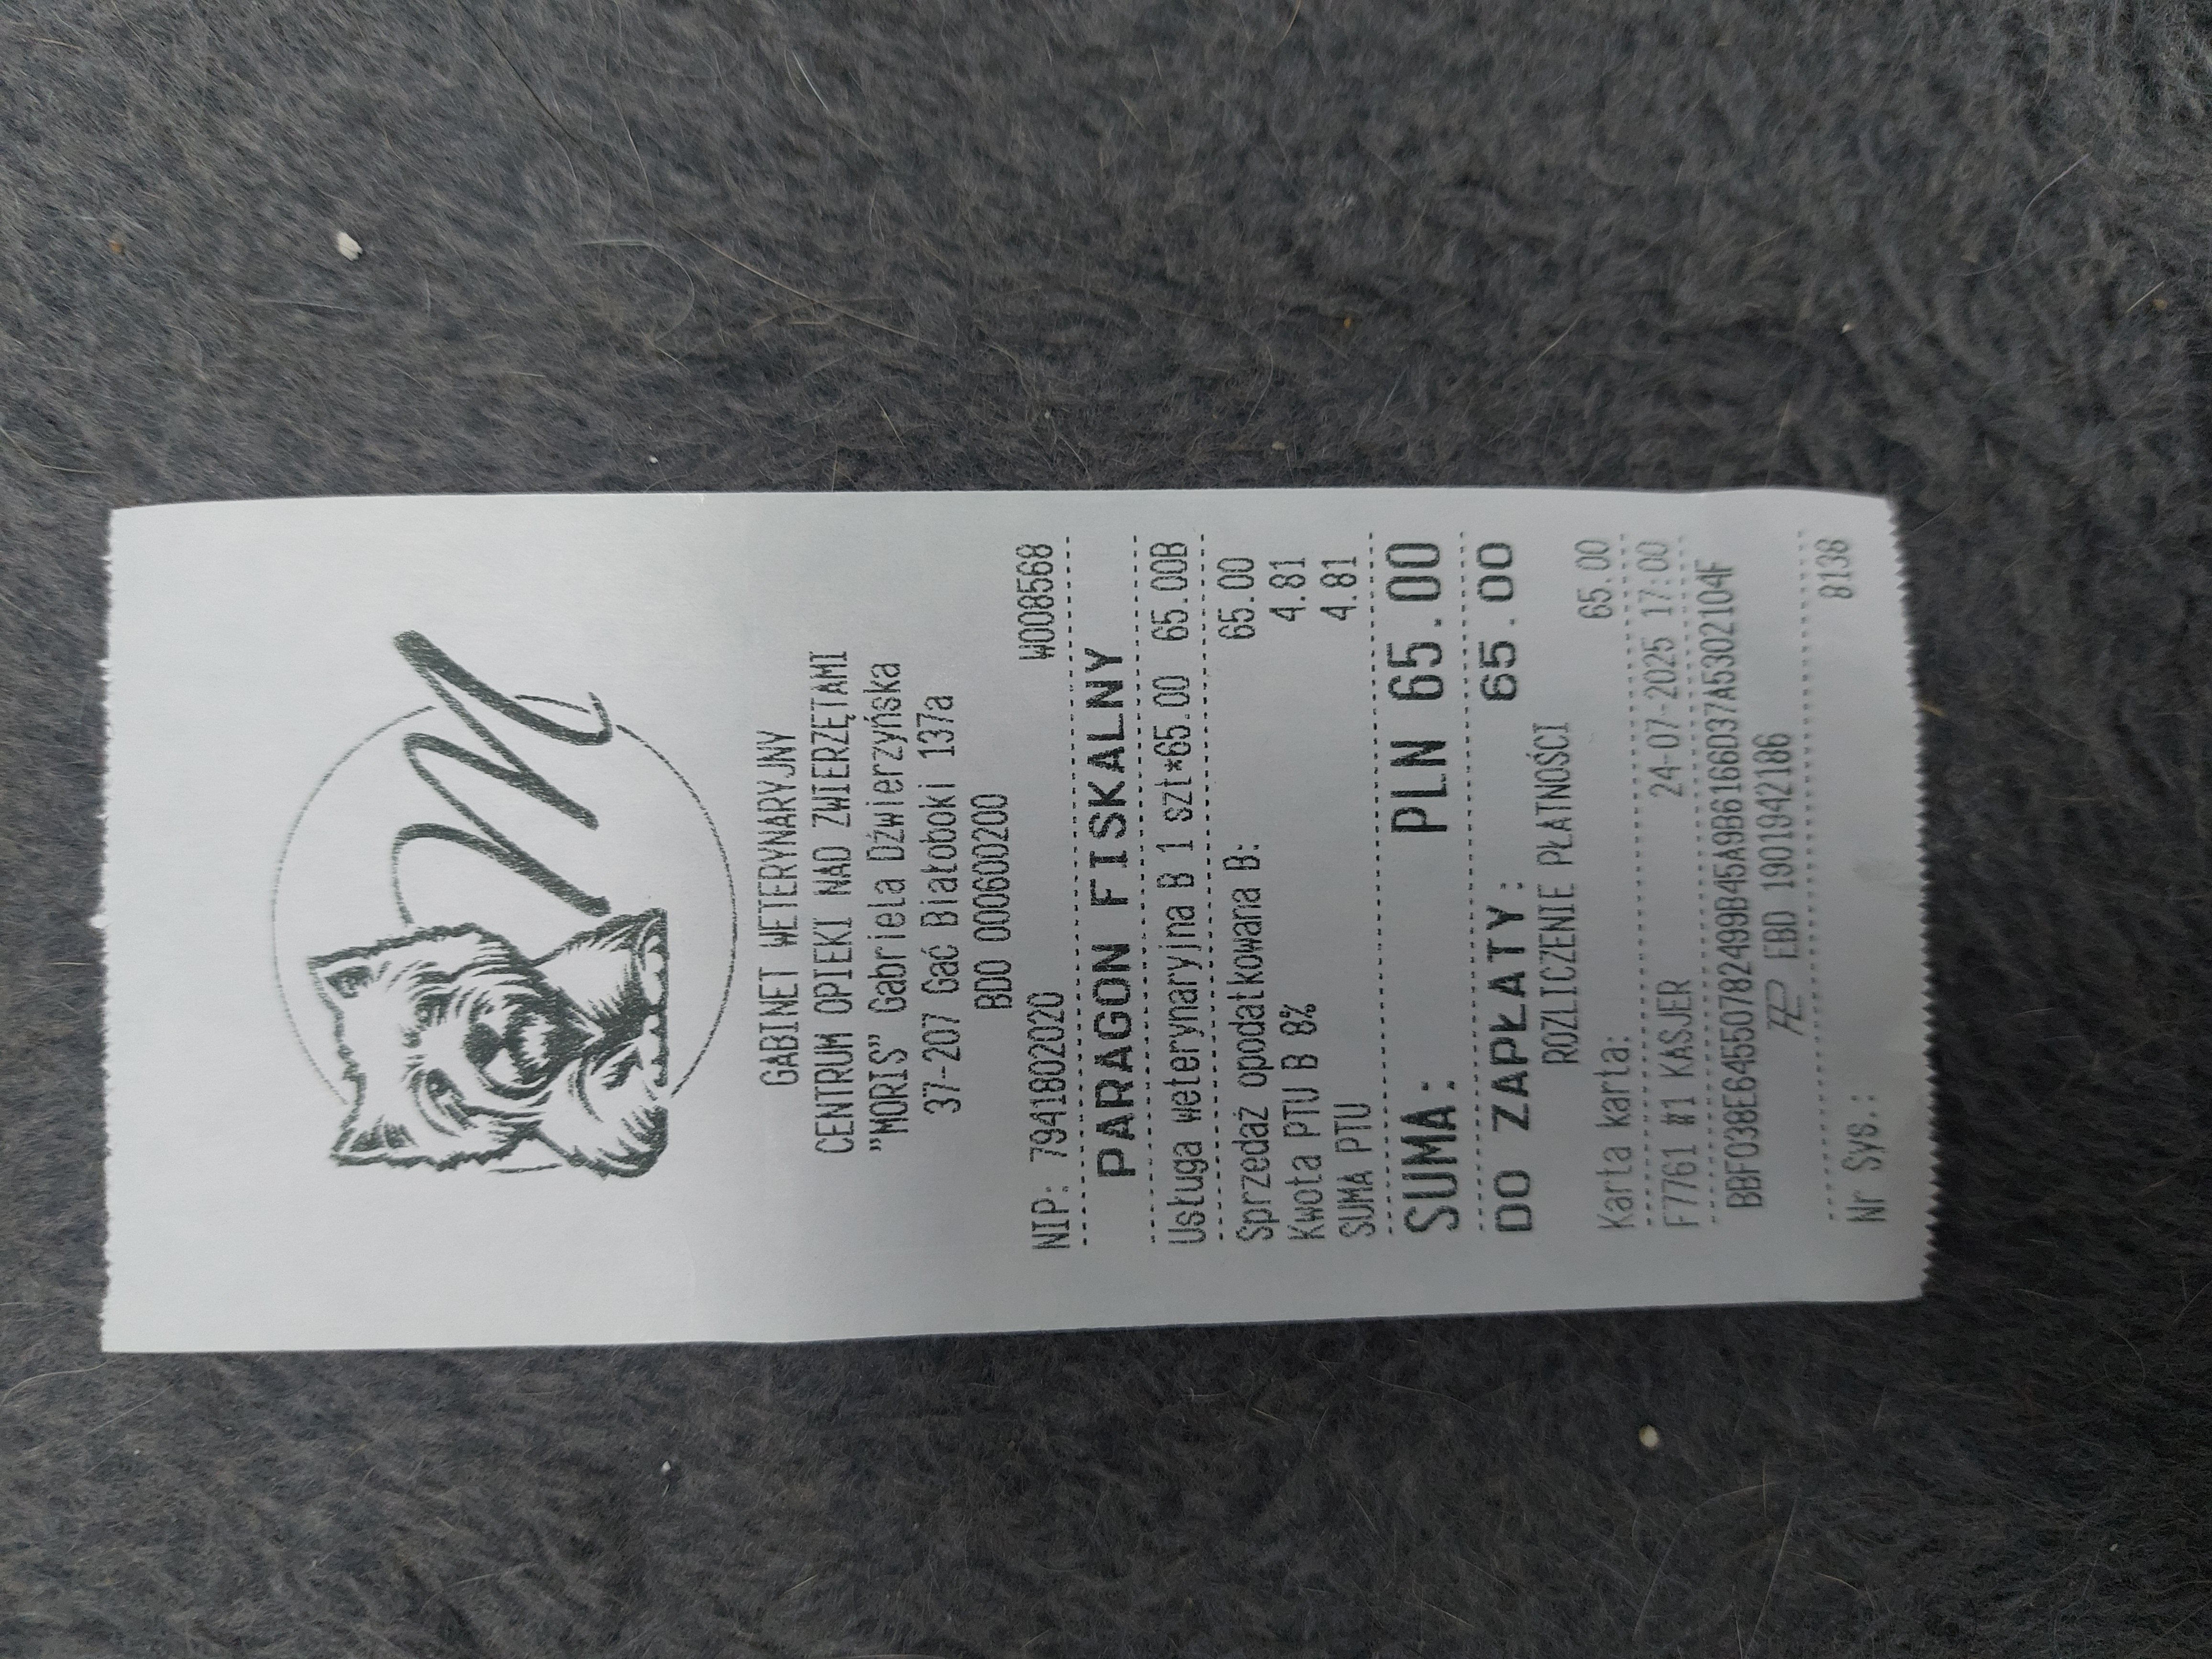 M
GABINET WETERYNARYJNY
CENTRUM OPIEKI NAD ZWIERZĘTAMI
"MORIS" Gabriela Dźwierzyńska
37-207 Gać Białoboki 137a
BDO 000600200
NIP: 7941802020 W008568
PARAGON FISKALNY
Usługa weterynaryjna B 1 szt*65.00 65.00B
Sprzedaż opodatkowana B: 65.00
Kwota PTU B 8% 4.81
SUMA PTU 4.81
SUMA: PLN 65.00
DO ZAPŁATY: 65.00
ROZLICZENIE PŁATNOŚCI
Karta karta: 65.00
F7761 #1 KASJER 24-07-2025 17:00
BBF038E645507824999B45A9B6166D37A5302104F
EBD 1901942186
Nr Sys.: 8138